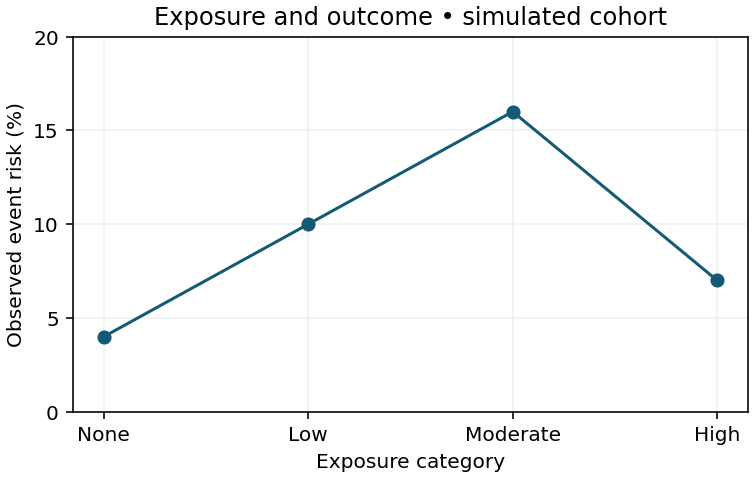 Exposure and outcome • simulated cohort
Observed event risk (%)
20
15
10
5
0
None Low Moderate High
Exposure category